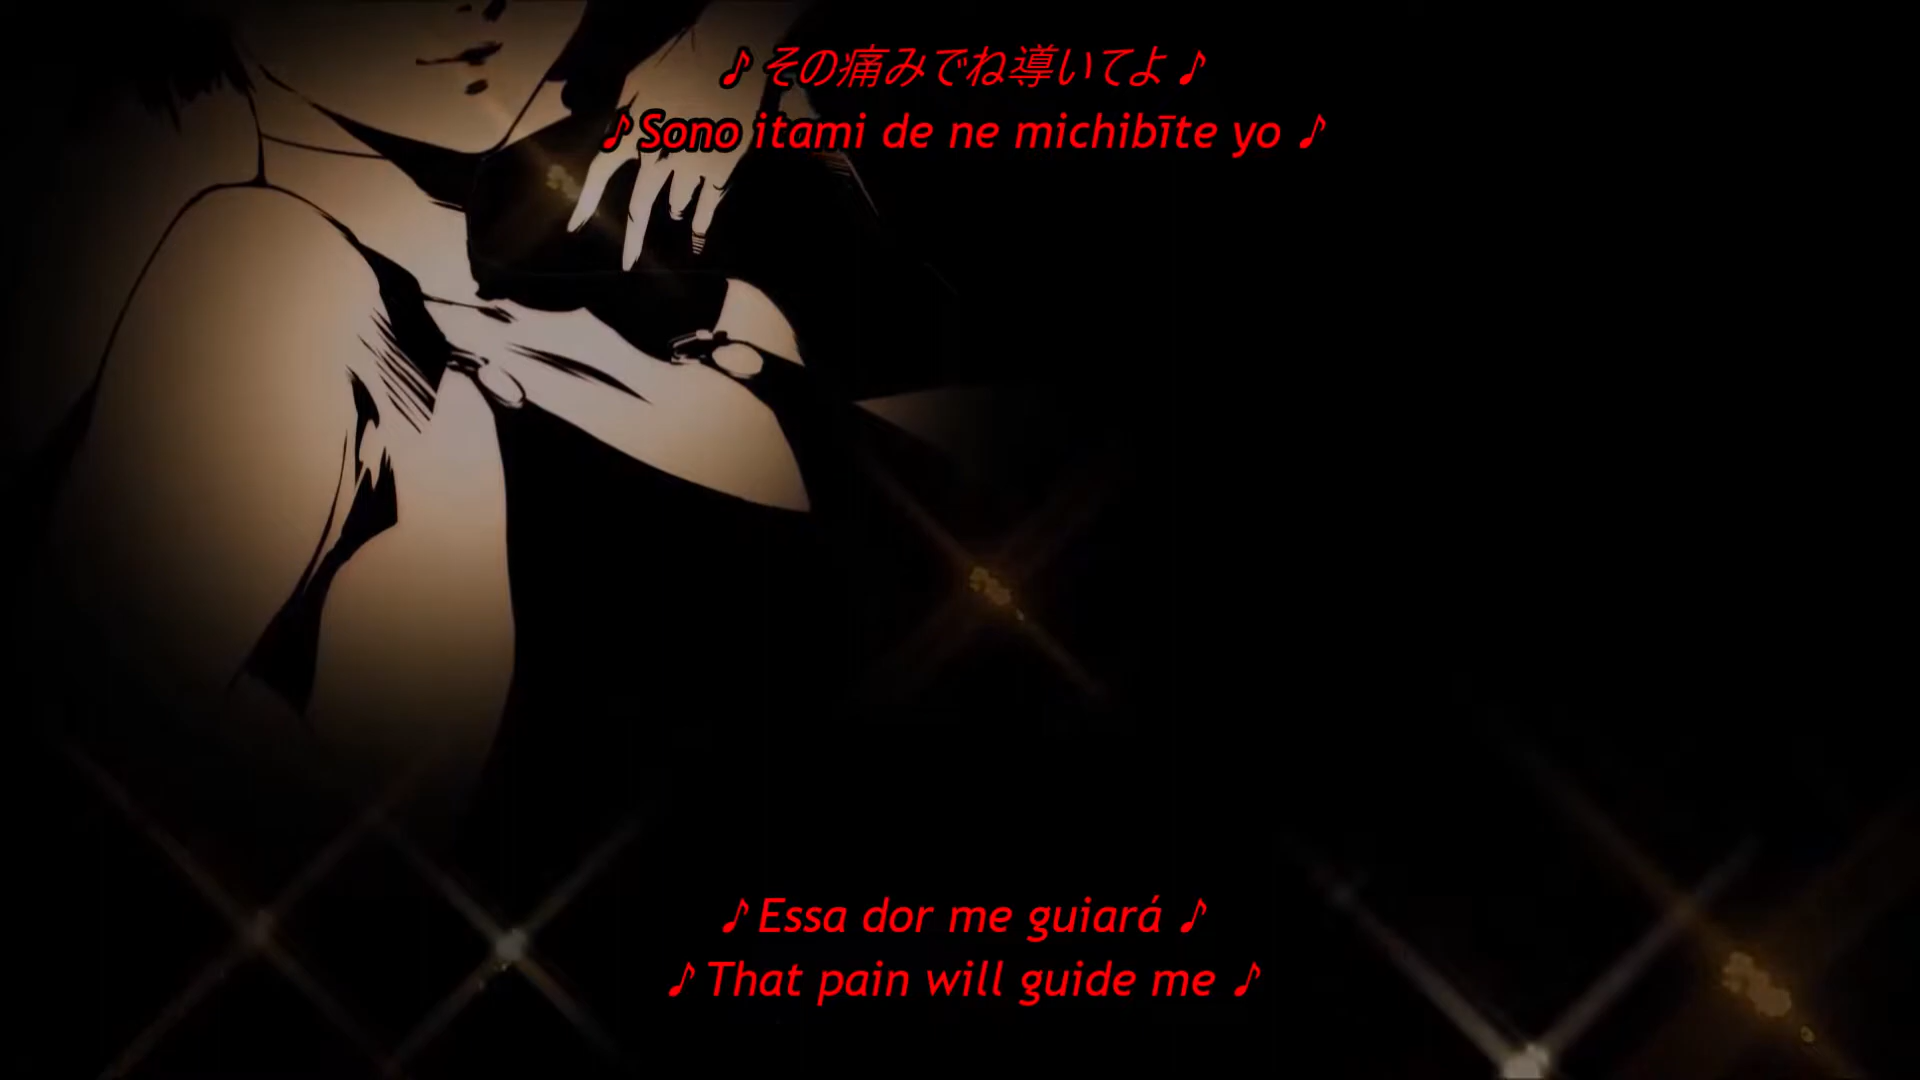 ♪ その痛みでね導いてよ ♪
♪ Sono itami de ne michibīte yo ♪
♪ Essa dor me guiará ♪
♪ That pain will guide me ♪